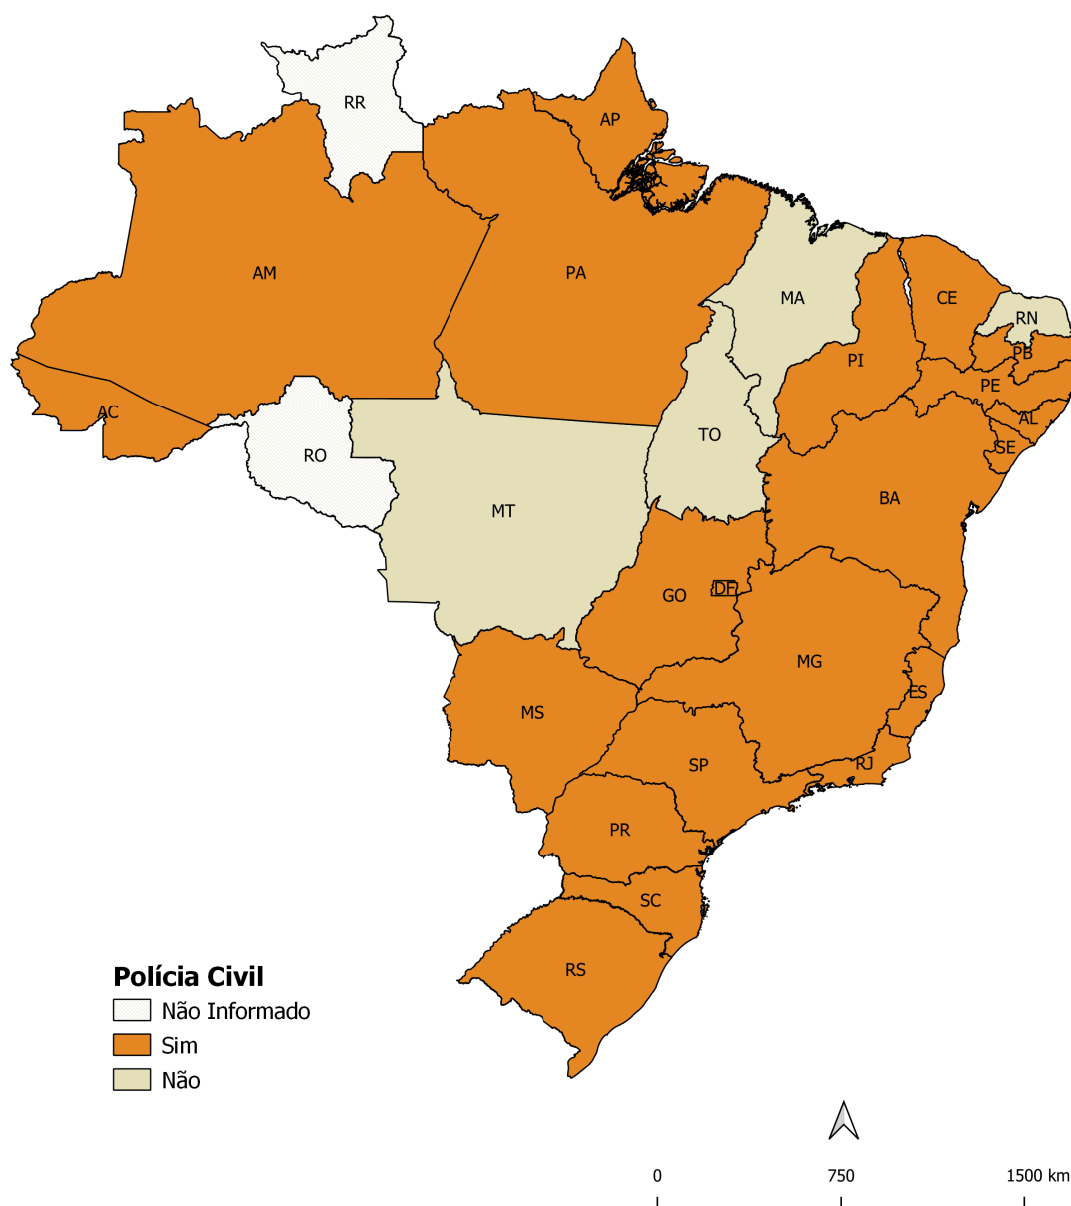 RR
AP
AM
PA
MA
CE
RN
PB
PI
PE
AC
AL
TO
SE
RO
BA
MT
DF
GO
MG
ES
MS
RJ
SP
PR
SC
RS
Polícia Civil
Não Informado
Sim
Não
0 750 1500 km